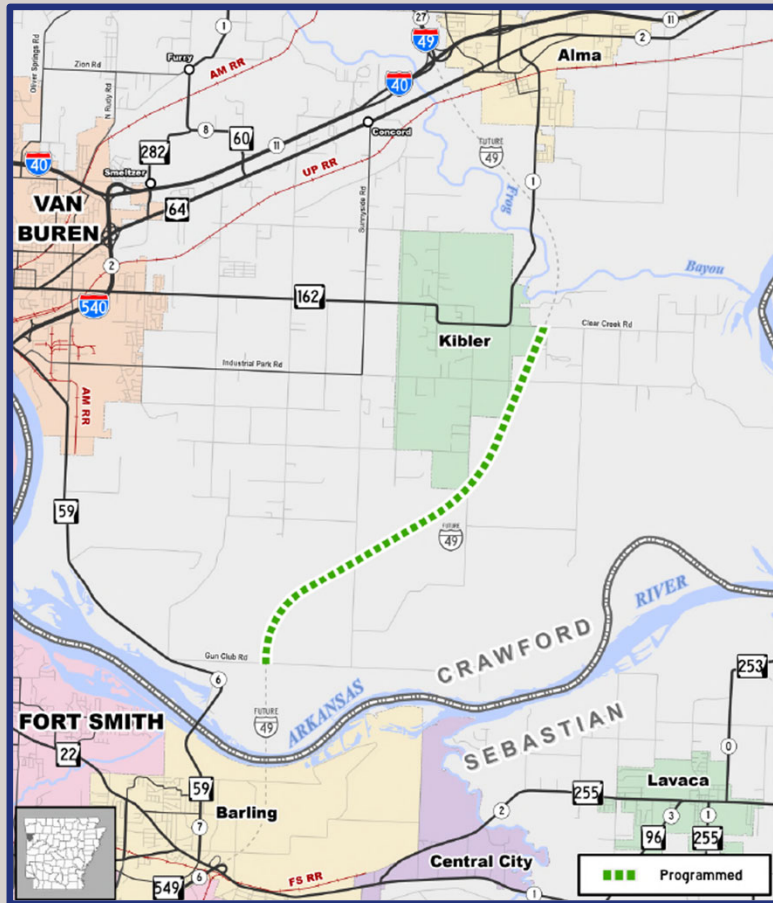 27
49
11
2
1
Furry
Alma
Oliver Springs Rd
Zion Rd
N Rudy Rd
AM RR
40
Concord
8
60
11
282
FUTURE
49
40
Smeltzer
UP RR
1
VAN
BUREN
64
Sunnyside Rd
Frog
2
Bayou
162
540
Kibler
Clear Creek Rd
Industrial Park Rd
AM RR
59
FUTURE
49
RIVER
CRAWFORD
Gun Club Rd
6
253
FUTURE
49
ARKANSAS
FORT SMITH
SEBASTIAN
0
22
Lavaca
59
255
Barling
2
3
1
7
96
255
Central City
549
6
FS RR
1
Programmed